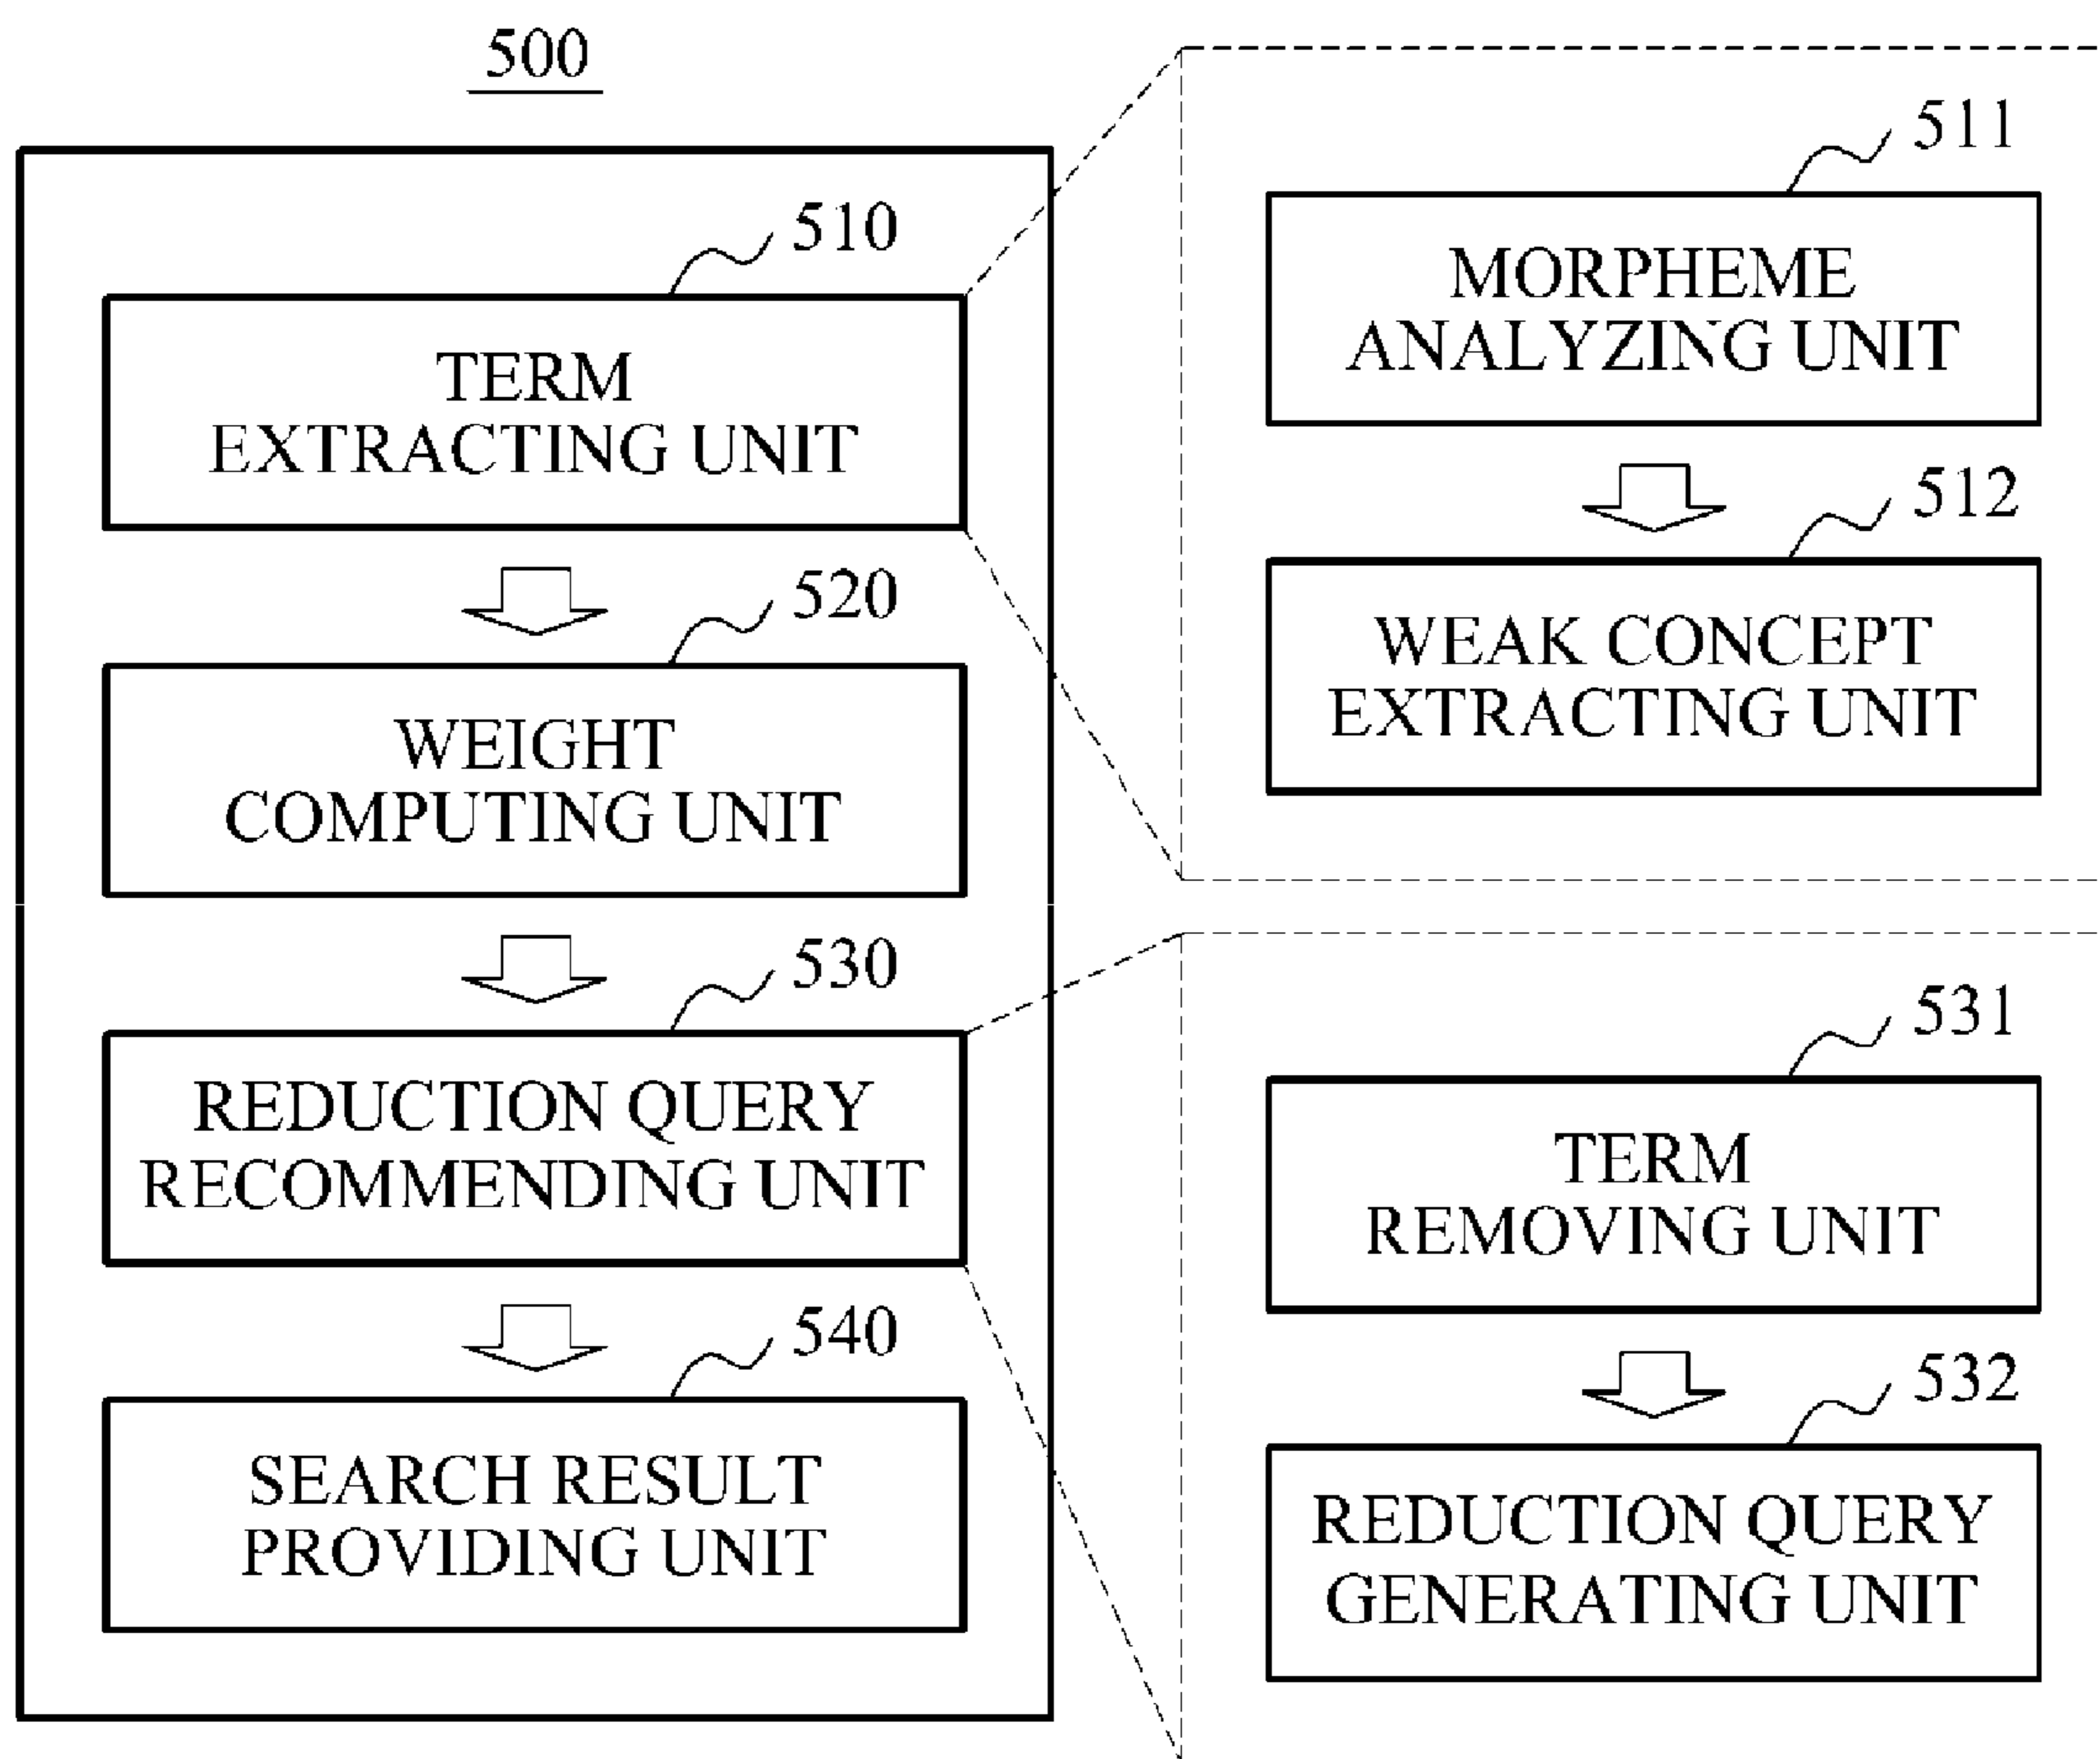 500
510
TERM
EXTRACTING UNIT
520
WEIGHT
COMPUTING UNIT
530
REDUCTION QUERY
RECOMMENDING UNIT
540
SEARCH RESULT
PROVIDING UNIT
511
MORPHEME
ANALYZING UNIT
512
WEAK CONCEPT
EXTRACTING UNIT
531
TERM
REMOVING UNIT
532
REDUCTION QUERY
GENERATING UNIT